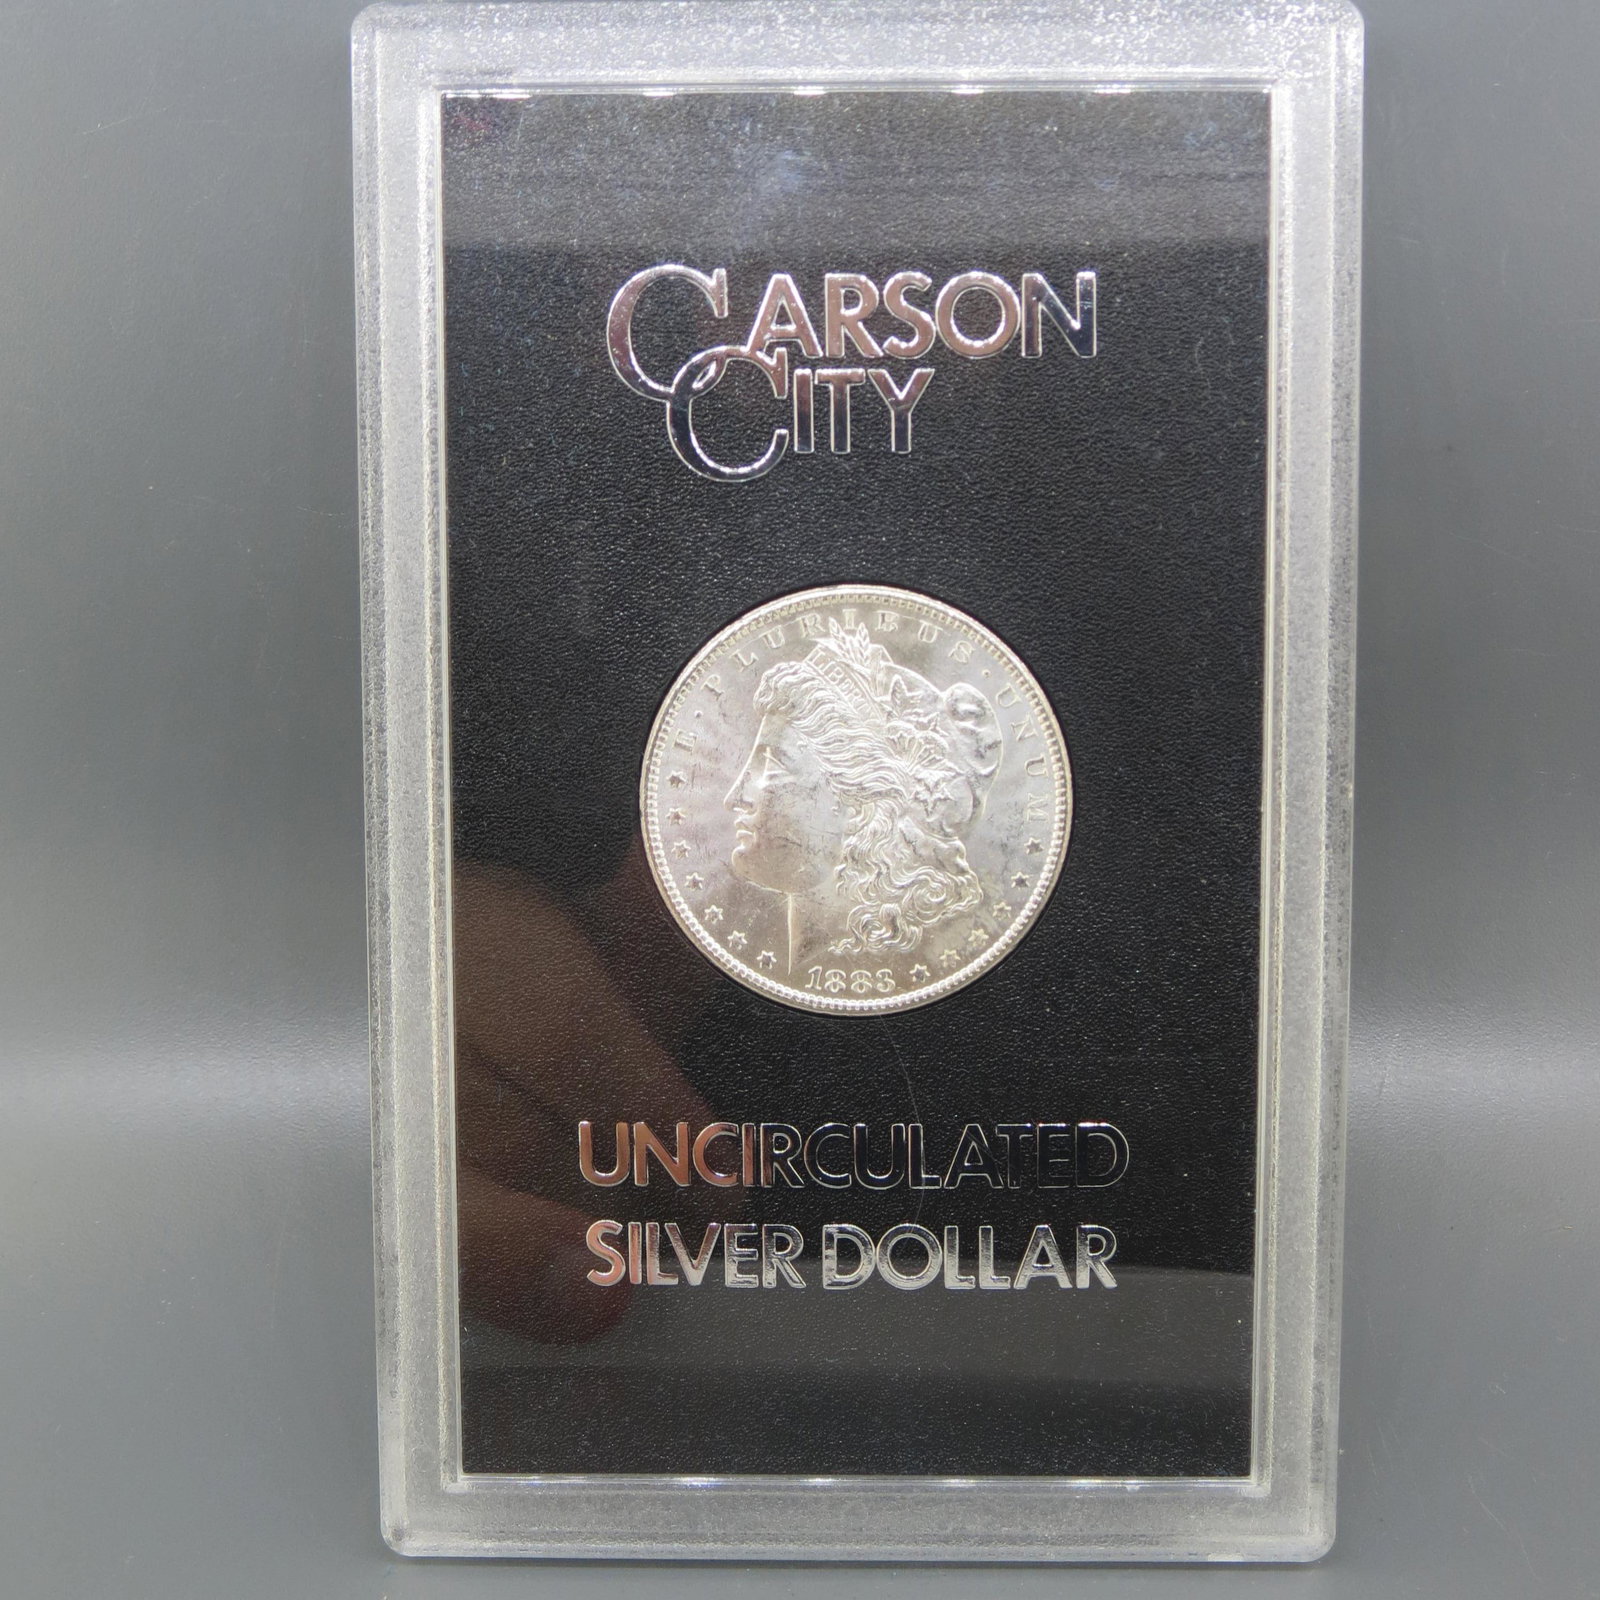 CARSON
CITY
E·PLURIBUS·UNUM
LIBERTY
1883
UNCIRCULATED
SILVER DOLLAR